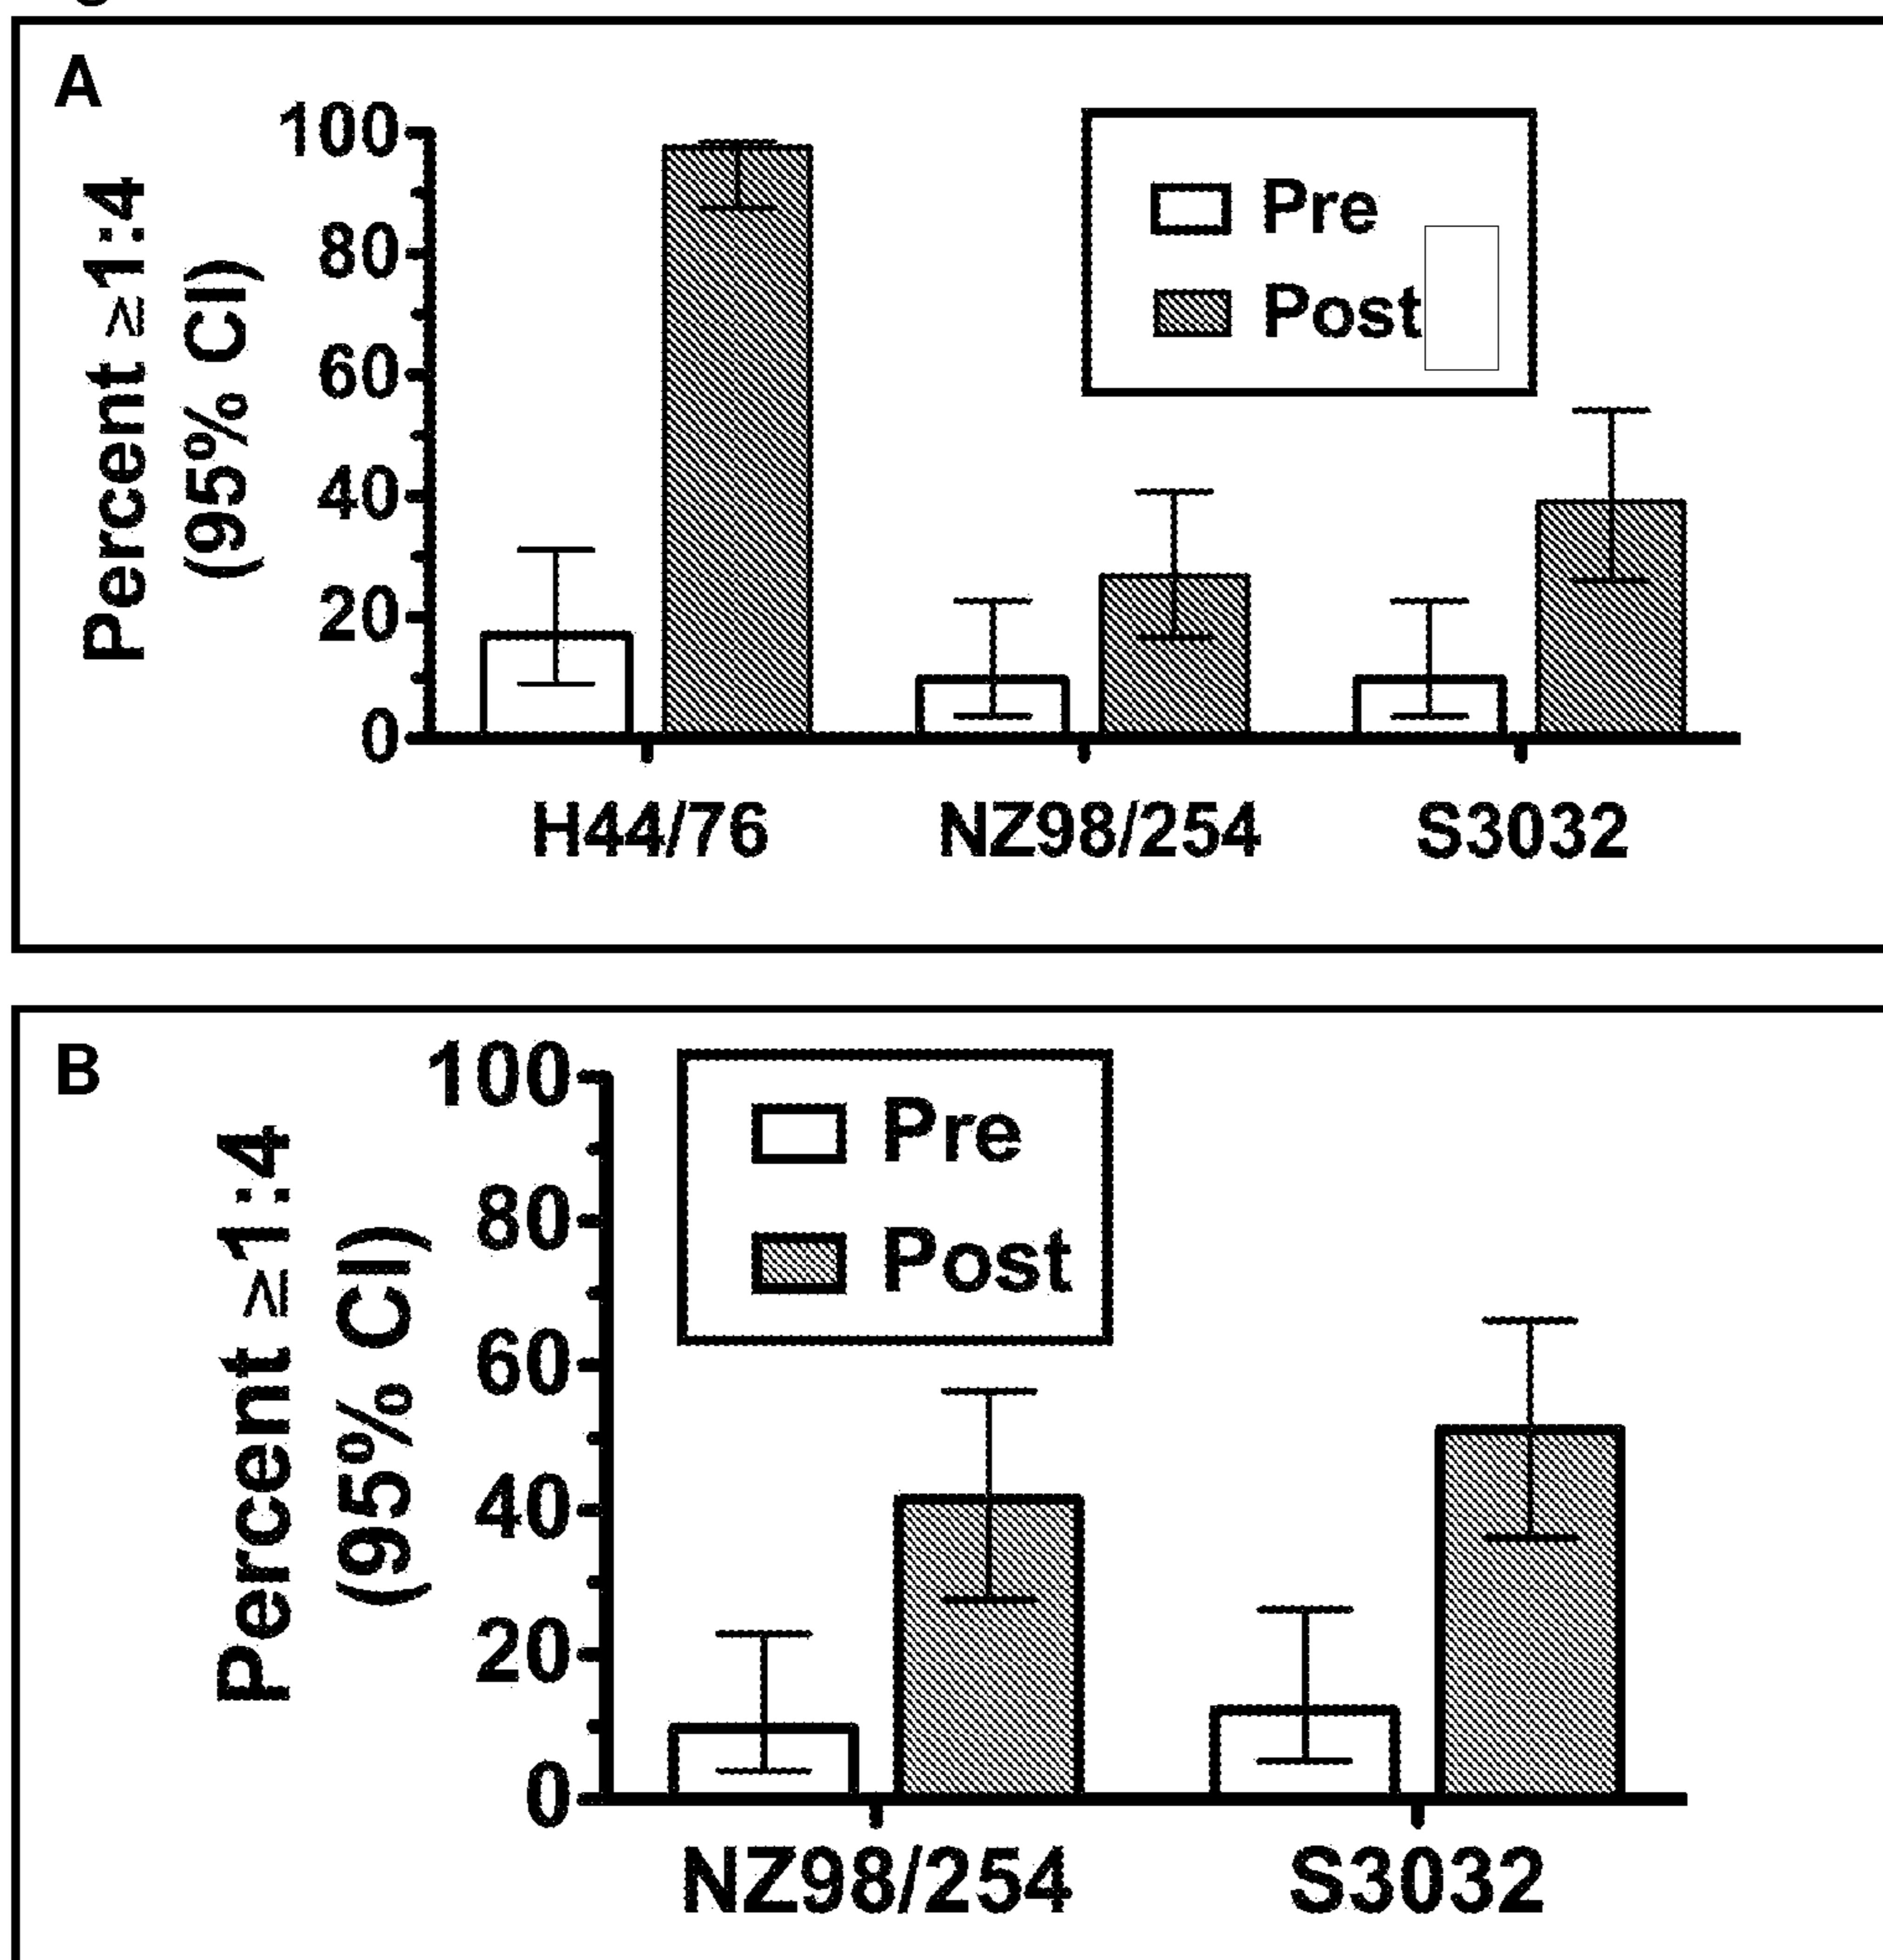 A
Percent ≥1:4
(95% CI)
100
80
60
40
20
0
Pre
Post
H44/76 NZ98/254 S3032
B
Percent ≥1:4
(95% CI)
100
80
60
40
20
0
Pre
Post
NZ98/254 S3032